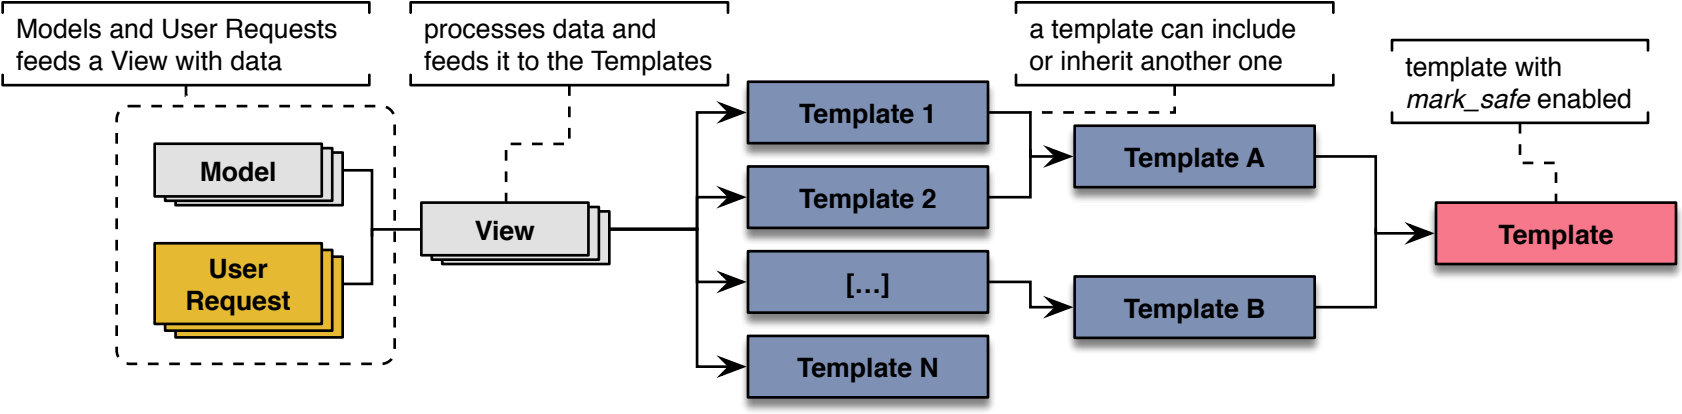 Models and User Requests
feeds a View with data
processes data and
feeds it to the Templates
a template can include
or inherit another one
template with
mark_safe enabled
Model
User
Request
View
Template 1
Template 2
[...]
Template N
Template A
Template B
Template